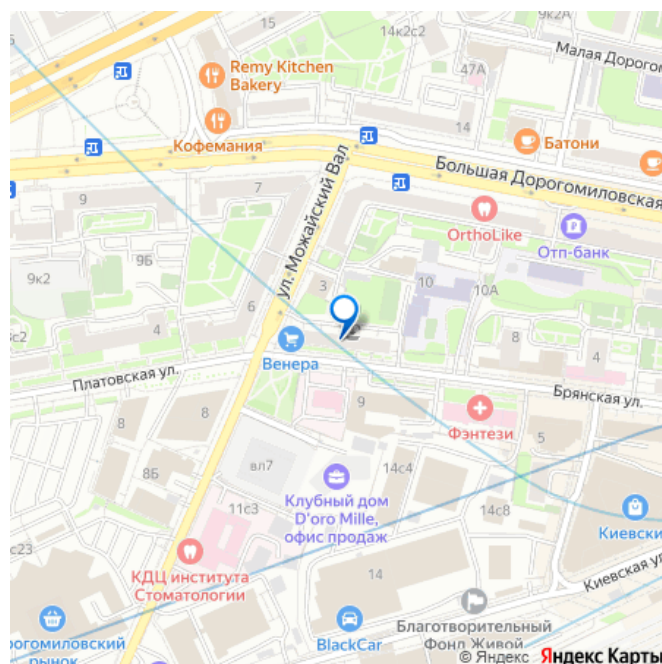 14к2с2
9к2А
Малая Дорогом
Remy Kitchen
Bakery
47А
14
Кофемания
Батони
Большая Дорогомиловская
ул. Можайский Вал
7
9
OrthoLike
Отп-банк
9Б
9к2
3
10
10А
6
4
8
4
Венера
Платовская ул.
Брянская ул.
9
8
8
Фэнтези
5
8Б
вл7
14с4
Клубный дом
D'oro Mille,
офис продаж
11с3
14с8
Киевски
КДЦ института
Стоматологии
14
Киевская ул
рогомиловский
рынок
BlackCar
Благотворительный
Фонд Живой
© Яндекс Яндекс Карты